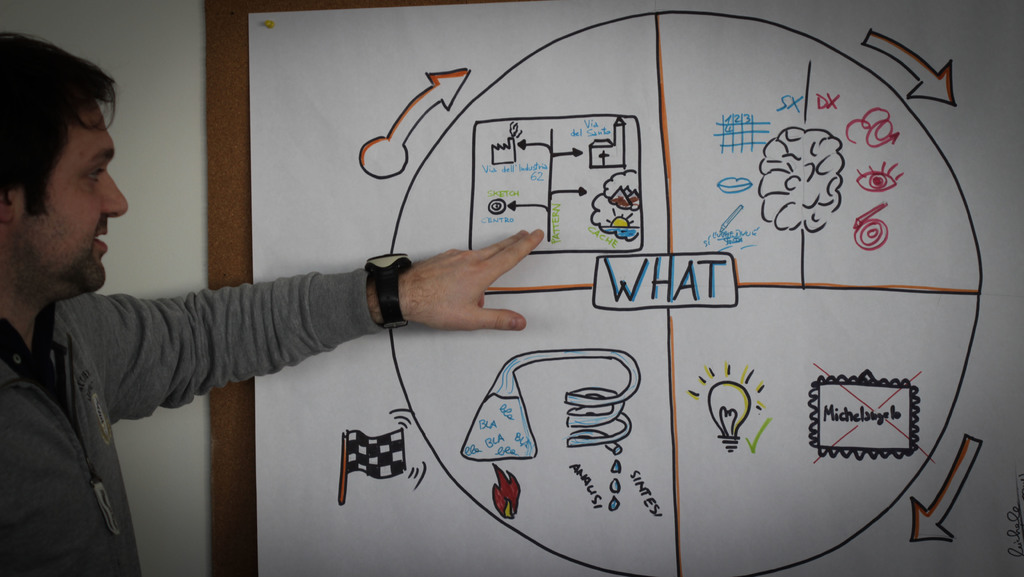 Via
del Santo
Via dell'Industria
62
SKETCH
CENTRO
PATTERN
CACHE
SX DX
1 2 3
4
WHAT
BLA
BLA BLA
BLA BLA
ANALISI
SINTESI
Michelangelo